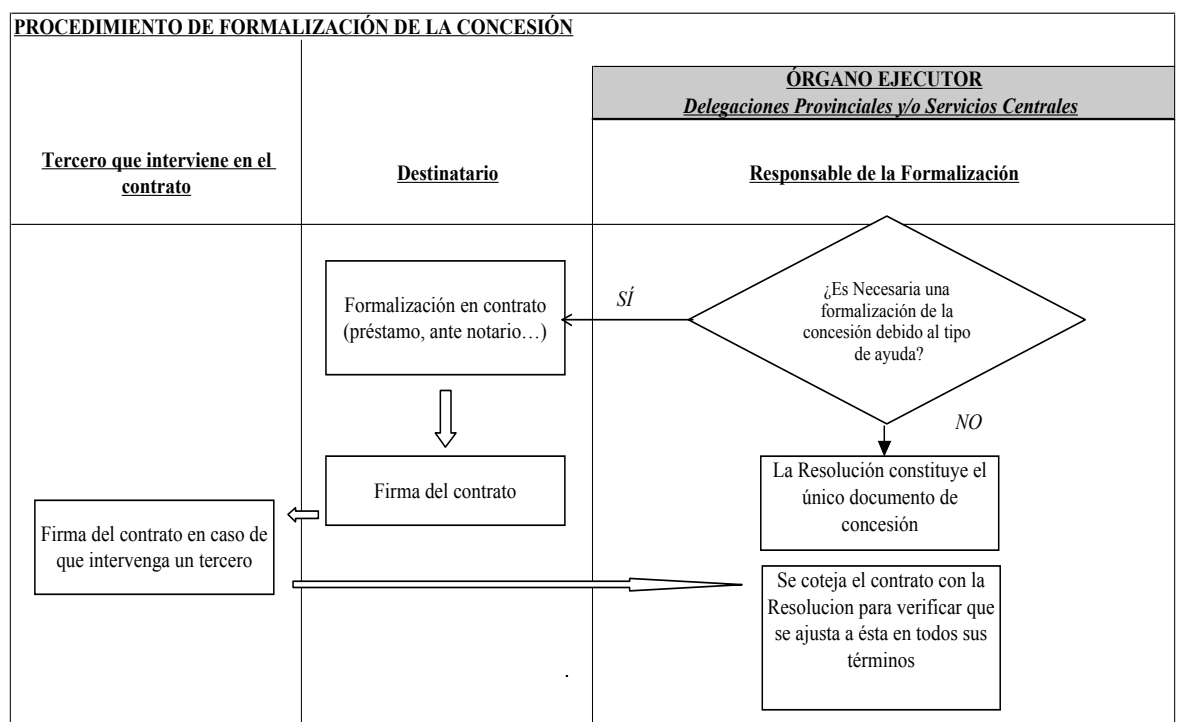 PROCEDIMIENTO DE FORMALIZACIÓN DE LA CONCESIÓN
ÓRGANO EJECUTOR
Delegaciones Provinciales y/o Servicios Centrales
Tercero que interviene en el
contrato
Destinatario
Responsable de la Formalización
¿Es Necesaria una
formalización de la
concesión debido al tipo
de ayuda?
SÍ
Formalización en contrato
(préstamo, ante notario…)
NO
La Resolución constituye el
único documento de
concesión
Firma del contrato
Firma del contrato en caso de
que intervenga un tercero
Se coteja el contrato con la
Resolucion para verificar que
se ajusta a ésta en todos sus
términos
.